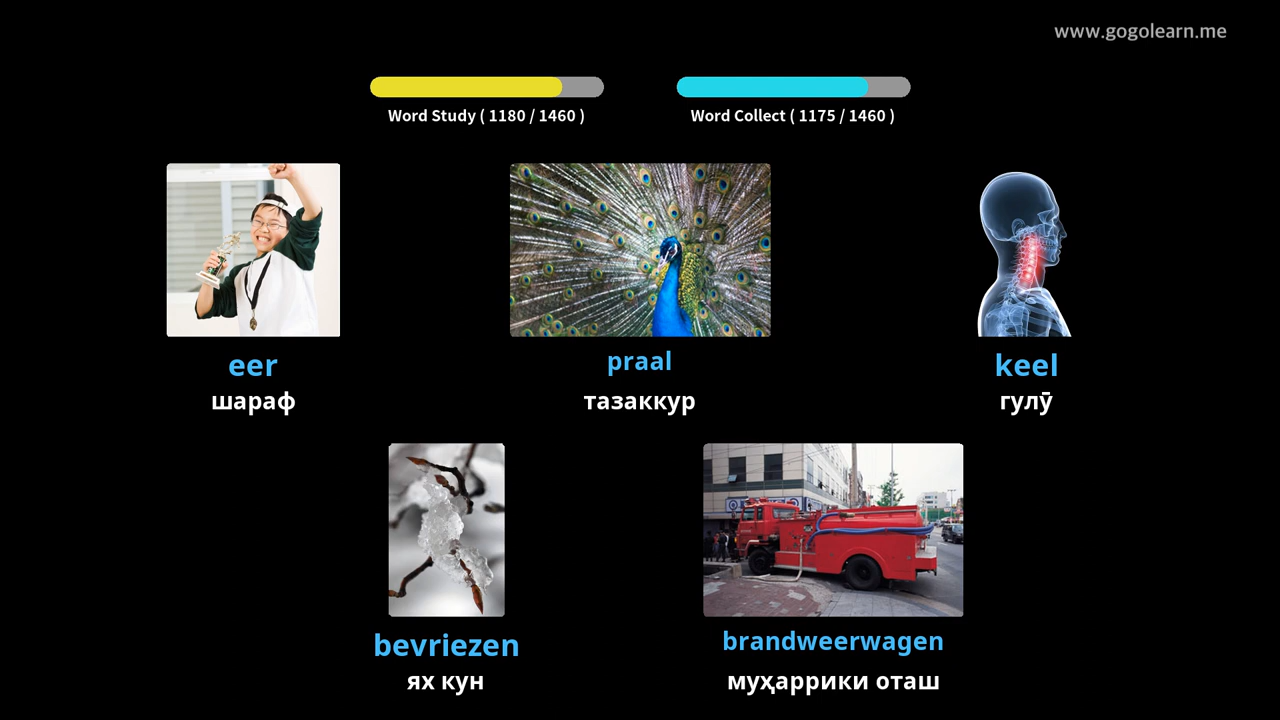 www.gogolearn.me
Word Study ( 1180 / 1460 )
Word Collect ( 1175 / 1460 )
eer
шараф
praal
тазаккур
keel
гулӯ
bevriezen
ях кун
brandweerwagen
муҳаррики оташ